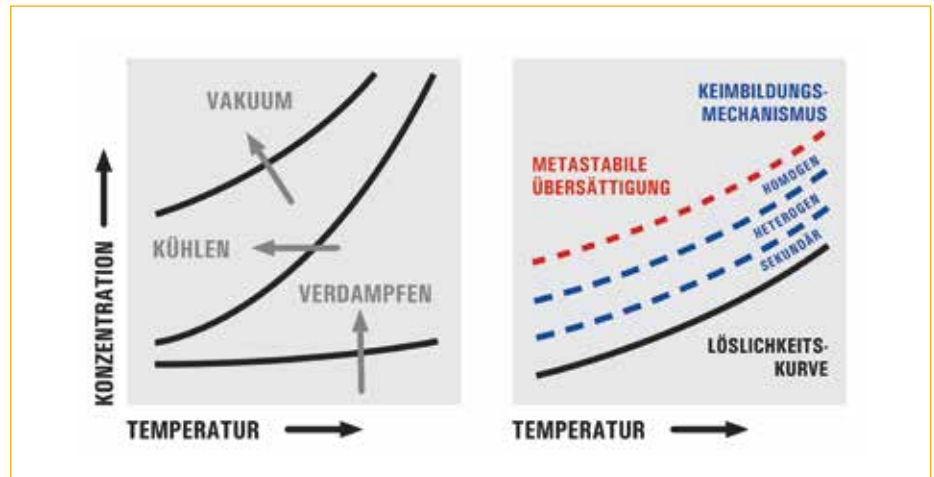 VAKUUM
KÜHLEN
VERDAMPFEN
KONZENTRATION
TEMPERATUR
KEIMBILDUNGS-
MECHANISMUS
METASTABILE
ÜBERSÄTTIGUNG
HOMOGEN
HETEROGEN
SEKUNDÄR
LÖSLICHKEITS-
KURVE
TEMPERATUR